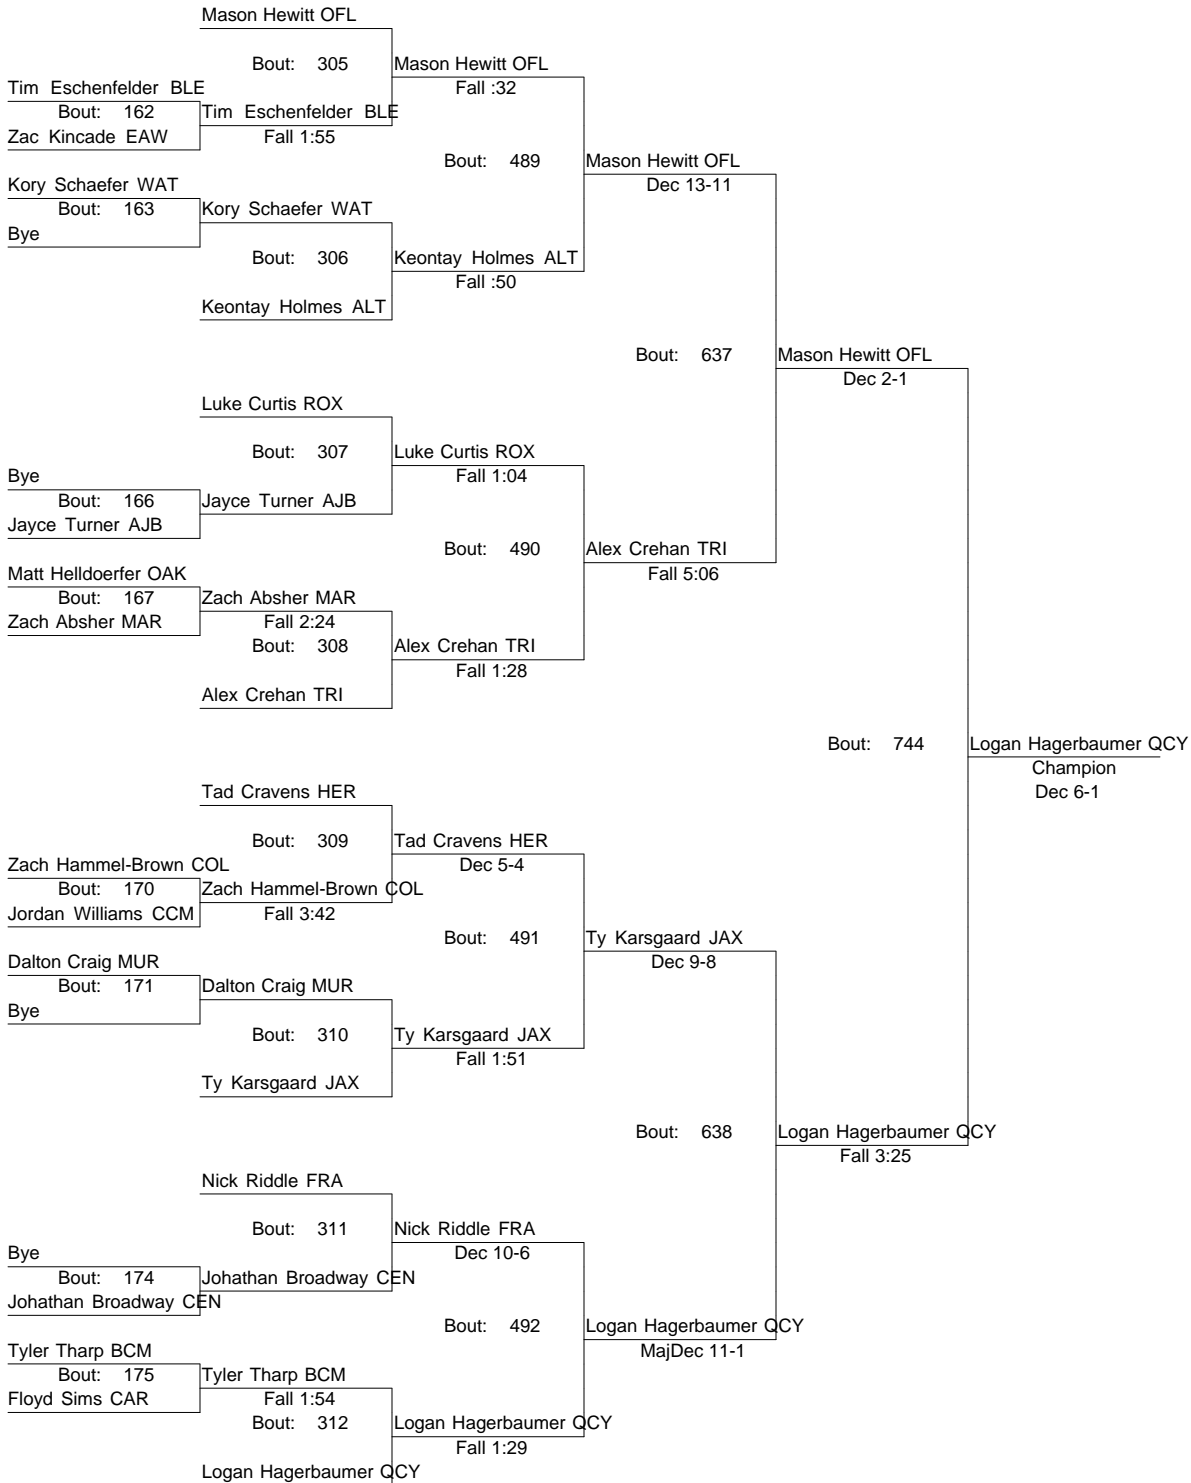 Mason Hewitt OFL
Bout: 305
Mason Hewitt OFL
Fall :32
Tim Eschenfelder BLE
Bout: 162
Tim Eschenfelder BLE
Zac Kincade EAW
Fall 1:55
Bout: 489
Mason Hewitt OFL
Dec 13-11
Kory Schaefer WAT
Bout: 163
Kory Schaefer WAT
Bye
Bout: 306
Keontay Holmes ALT
Fall :50
Keontay Holmes ALT
Bout: 637
Mason Hewitt OFL
Dec 2-1
Luke Curtis ROX
Bout: 307
Luke Curtis ROX
Fall 1:04
Bye
Bout: 166
Jayce Turner AJB
Jayce Turner AJB
Bout: 490
Alex Crehan TRI
Fall 5:06
Matt Helldoerfer OAK
Bout: 167
Zach Absher MAR
Zach Absher MAR
Fall 2:24
Bout: 308
Alex Crehan TRI
Fall 1:28
Alex Crehan TRI
Bout: 744
Logan Hagerbaumer QCY
Champion
Dec 6-1
Tad Cravens HER
Bout: 309
Tad Cravens HER
Dec 5-4
Zach Hammel-Brown COL
Bout: 170
Zach Hammel-Brown COL
Jordan Williams CCM
Fall 3:42
Bout: 491
Ty Karsgaard JAX
Dec 9-8
Dalton Craig MUR
Bout: 171
Dalton Craig MUR
Bye
Bout: 310
Ty Karsgaard JAX
Fall 1:51
Ty Karsgaard JAX
Bout: 638
Logan Hagerbaumer QCY
Fall 3:25
Nick Riddle FRA
Bout: 311
Nick Riddle FRA
Dec 10-6
Bye
Bout: 174
Johathan Broadway CEN
Johathan Broadway CEN
Bout: 492
Logan Hagerbaumer QCY
MajDec 11-1
Tyler Tharp BCM
Bout: 175
Tyler Tharp BCM
Floyd Sims CAR
Fall 1:54
Bout: 312
Logan Hagerbaumer QCY
Fall 1:29
Logan Hagerbaumer QCY